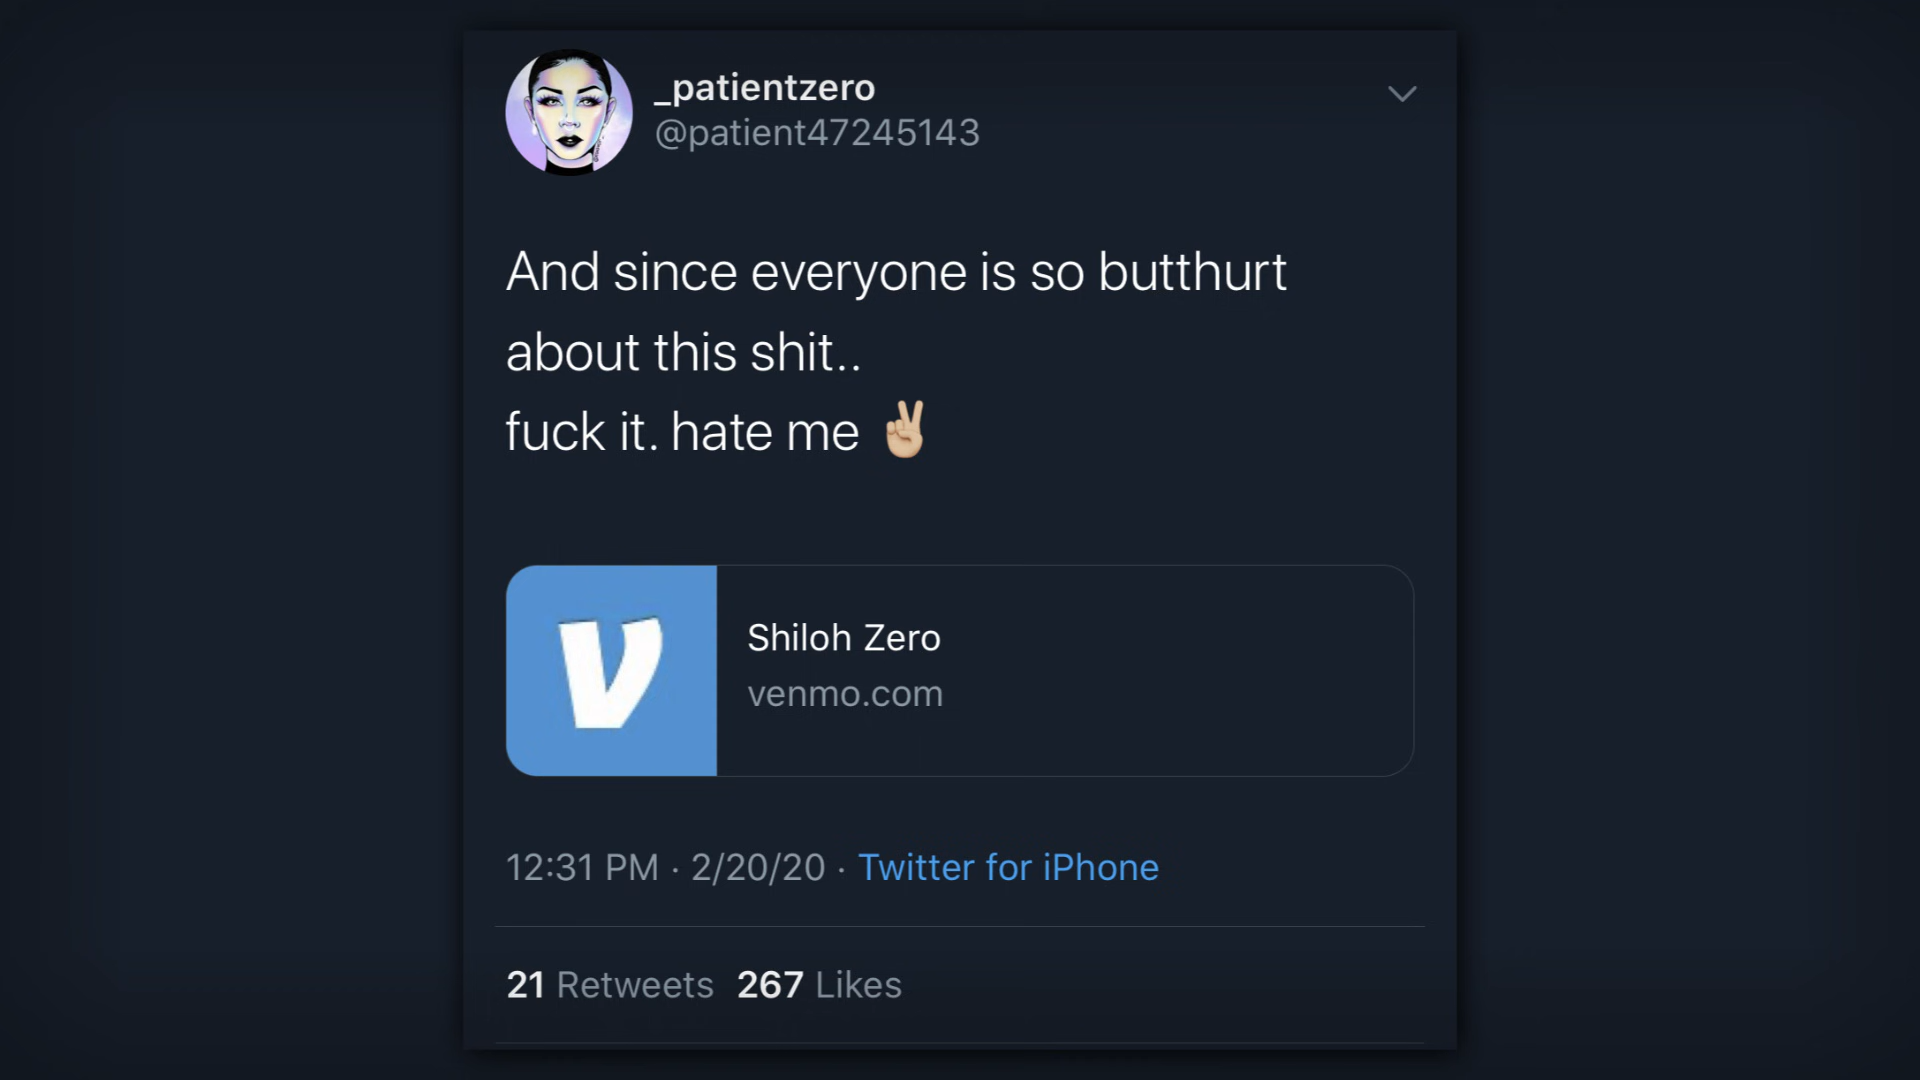 _patientzero
@patient47245143
And since everyone is so butthurt
about this shit..
fuck it. hate me ✌🏼
Shiloh Zero
venmo.com
12:31 PM · 2/20/20 · Twitter for iPhone
21 Retweets 267 Likes